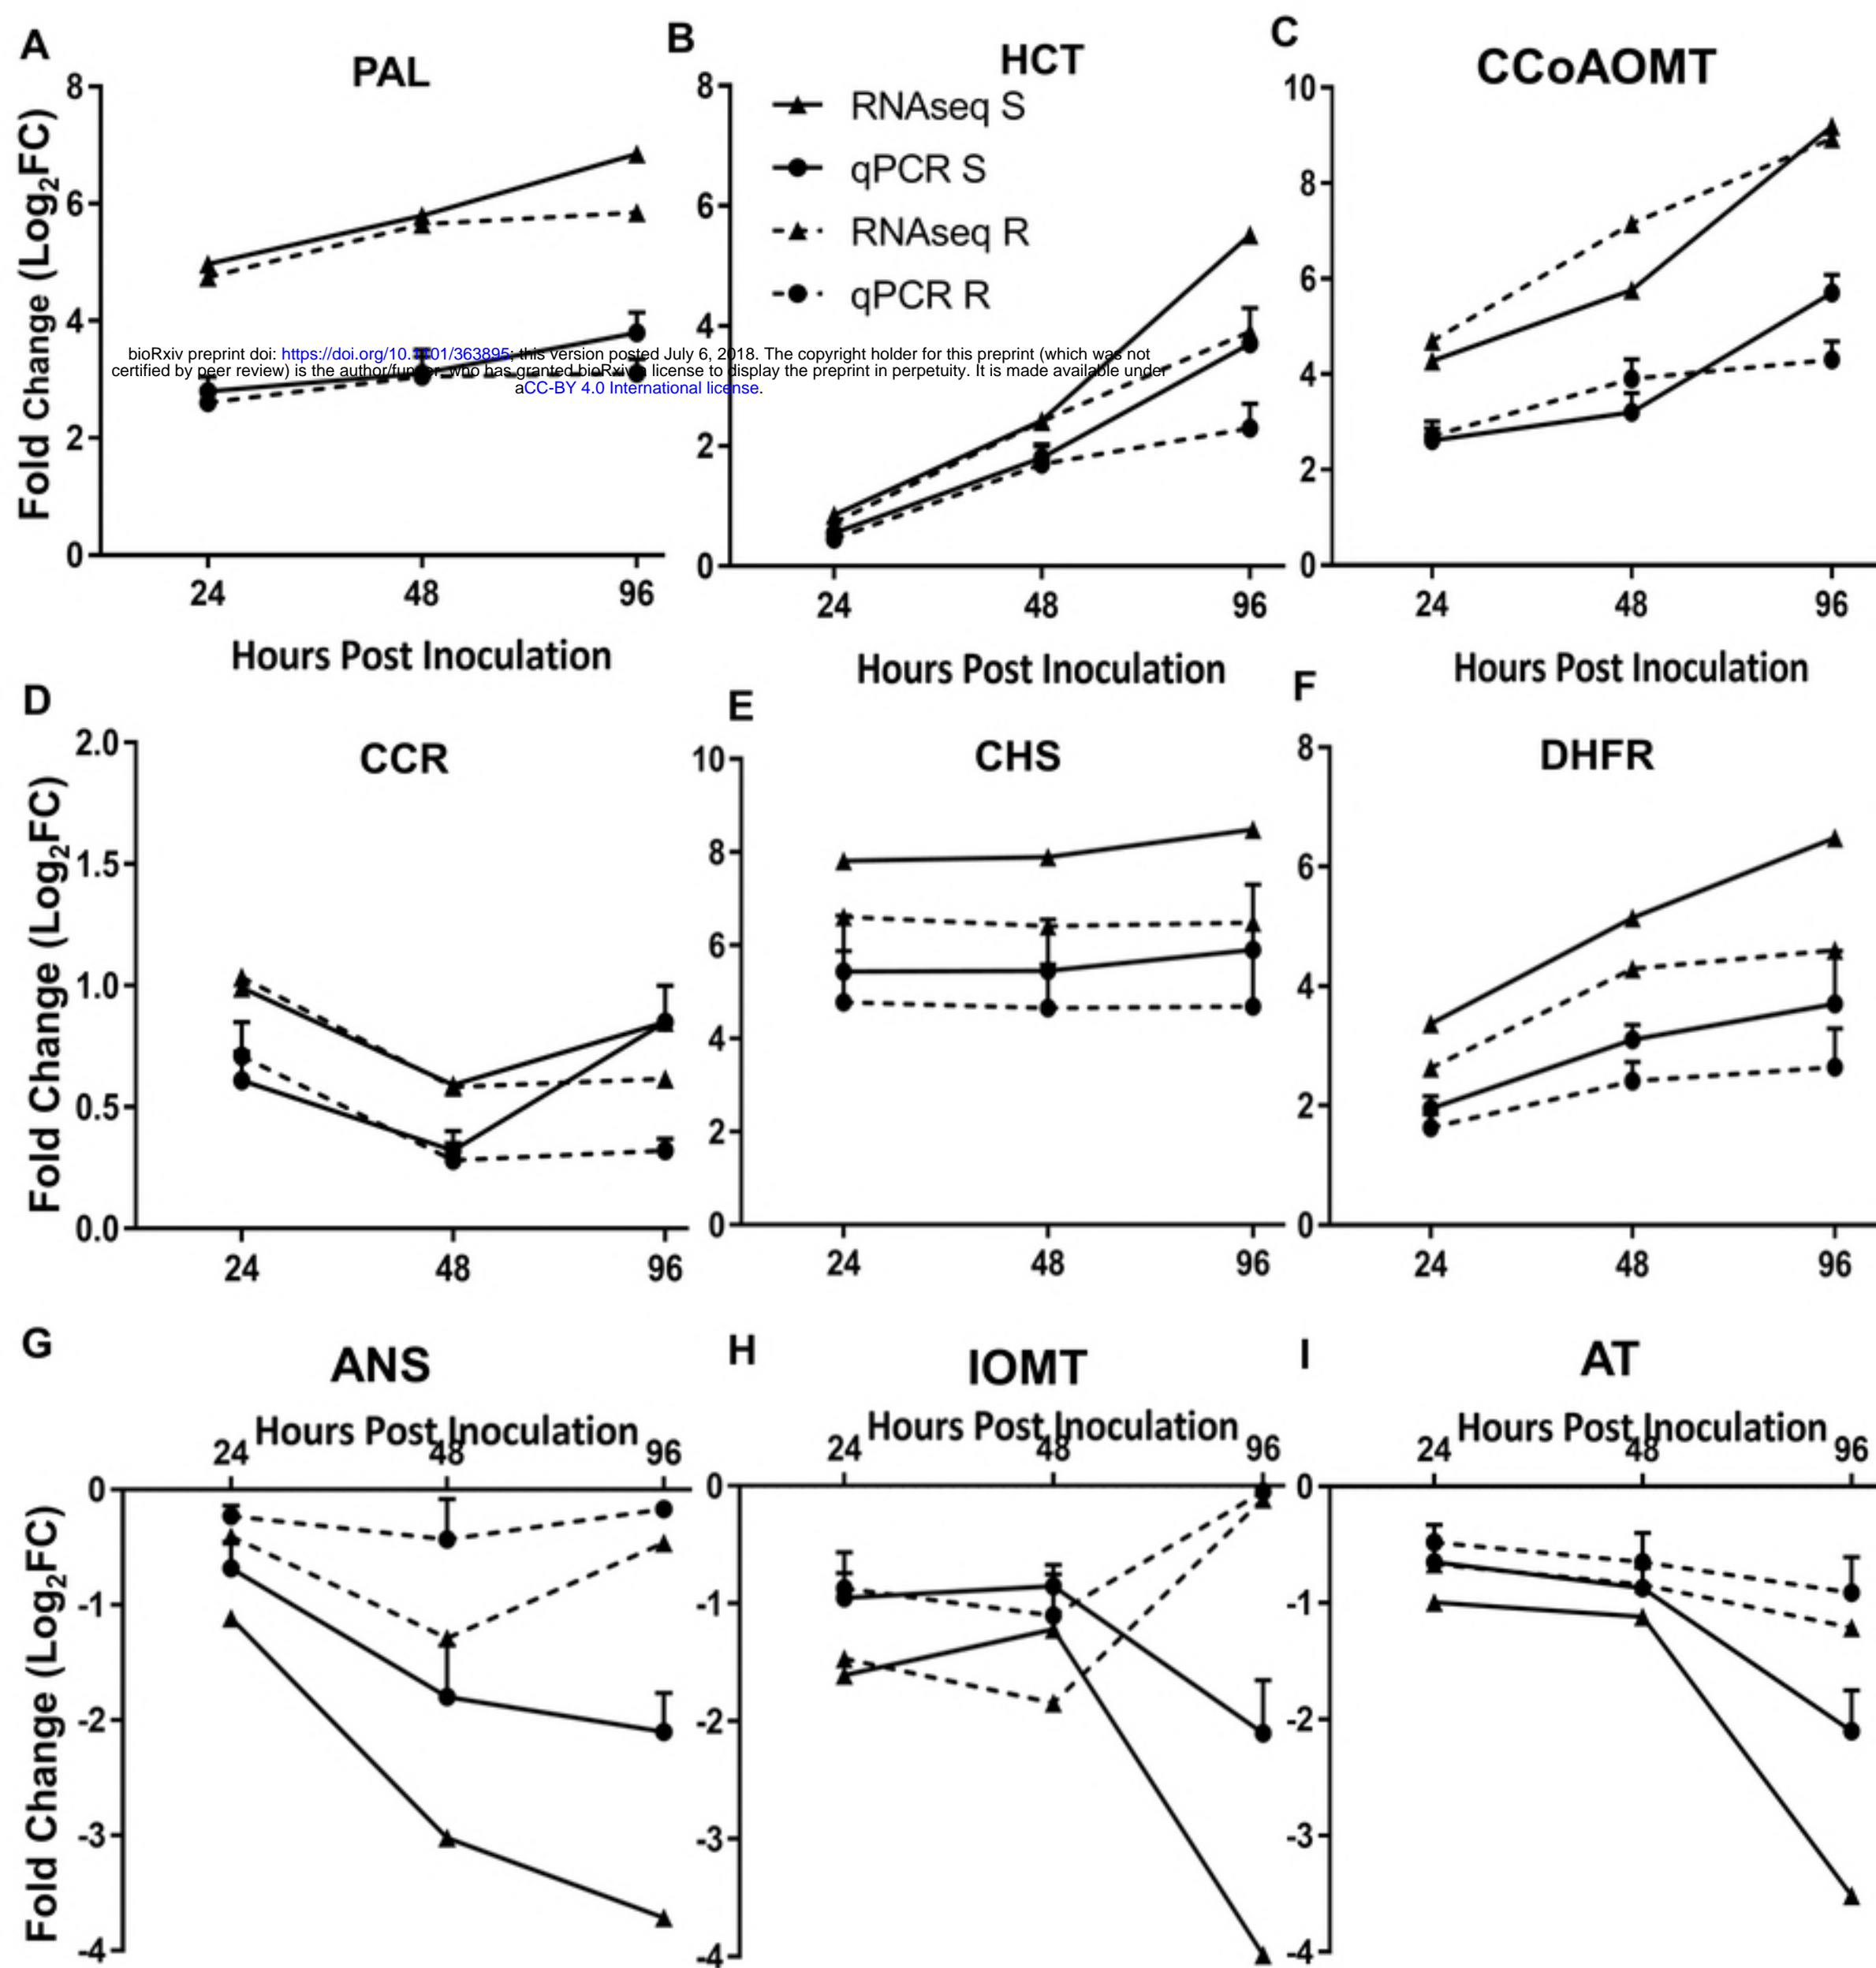 A
PAL
Fold Change (Log2FC)
8
6
4
2
0
24 48 96
Hours Post Inoculation
B
HCT
RNAseq S
qPCR S
RNAseq R
qPCR R
8
6
4
2
0
24 48 96
Hours Post Inoculation
C
CCoAOMT
10
8
6
4
2
0
24 48 96
Hours Post Inoculation
bioRxiv preprint doi: https://doi.org/10.1101/363895; this version posted July 6, 2018. The copyright holder for this preprint (which was not
certified by peer review) is the author/funder, who has granted bioRxiv a license to display the preprint in perpetuity. It is made available under
aCC-BY 4.0 International license.
D
CCR
Fold Change (Log2FC)
2.0
1.5
1.0
0.5
0.0
24 48 96
E
CHS
10
8
6
4
2
0
24 48 96
F
DHFR
8
6
4
2
0
24 48 96
G
ANS
Hours Post Inoculation
24 48 96
Fold Change (Log2FC)
0
-1
-2
-3
-4
H
IOMT
Hours Post Inoculation
24 48 96
0
-1
-2
-3
-4
I
AT
Hours Post Inoculation
24 48 96
0
-1
-2
-3
-4